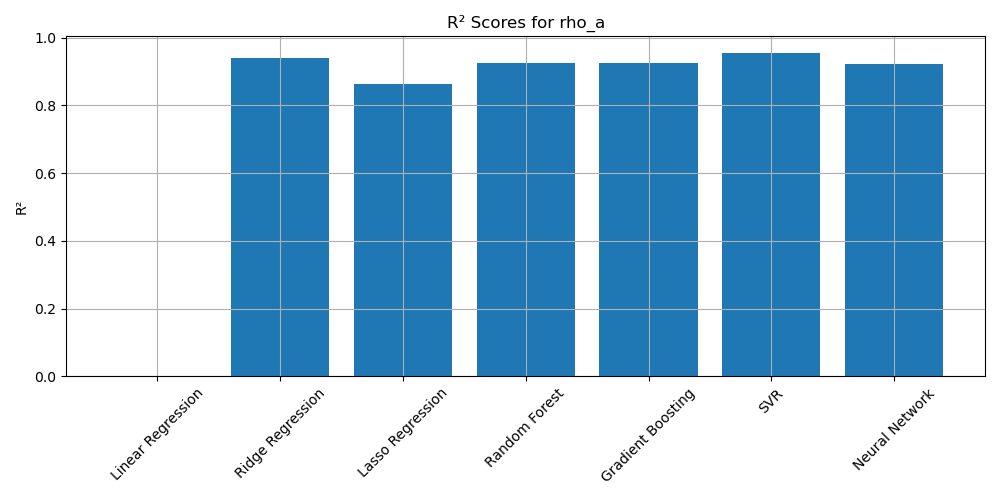 R² Scores for rho_a
R²
1.0
0.8
0.6
0.4
0.2
0.0
Linear Regression
Ridge Regression
Lasso Regression
Random Forest
Gradient Boosting
SVR
Neural Network